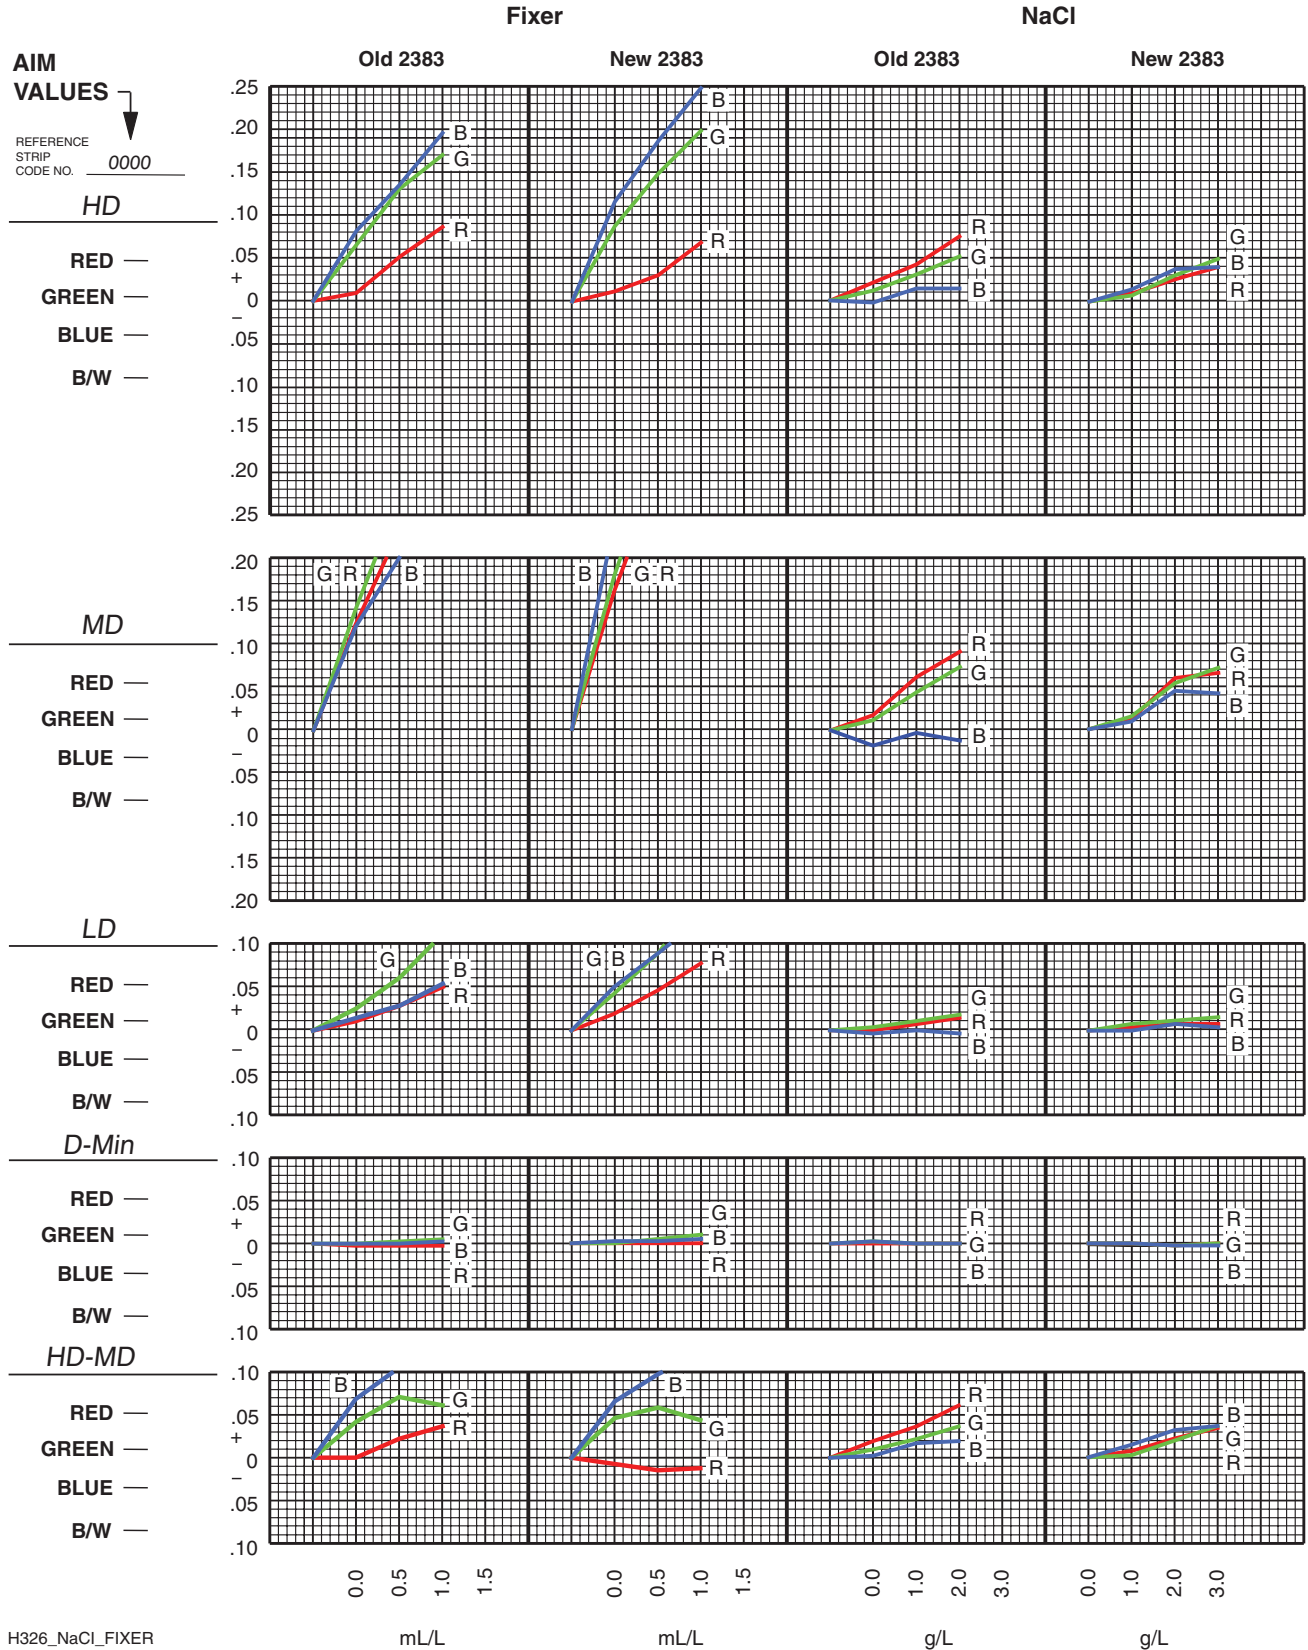 Fixer NaCl
AIM VALUES
Old 2383 New 2383 Old 2383 New 2383
REFERENCE
STRIP
CODE NO. 0000
HD
RED —
GREEN —
BLUE —
B/W —
.25
.20
.15
.10
.05
+
0
–
.05
.10
.15
.20
.25
B
G
R
B
G
R
R
G
B
G
B
R
MD
RED —
GREEN —
BLUE —
B/W —
.20
.15
.10
.05
+
0
–
.05
.10
.15
.20
G R B
B G R
R
G
B
G
R
B
LD
RED —
GREEN —
BLUE —
B/W —
.10
.05
+
0
–
.05
.10
G
B
R
G B R
G
R
B
G
R
B
D-Min
RED —
GREEN —
BLUE —
B/W —
.10
.05
+
0
–
.05
.10
G
B
R
G
B
R
R
G
B
R
G
B
HD-MD
RED —
GREEN —
BLUE —
B/W —
.10
.05
+
0
–
.05
.10
B
G
R
B
G
R
R
G
B
B
G
R
0.0 0.5 1.0 1.5 0.0 0.5 1.0 1.5 0.0 1.0 2.0 3.0 0.0 1.0 2.0 3.0
H326_NaCl_FIXER mL/L mL/L g/L g/L